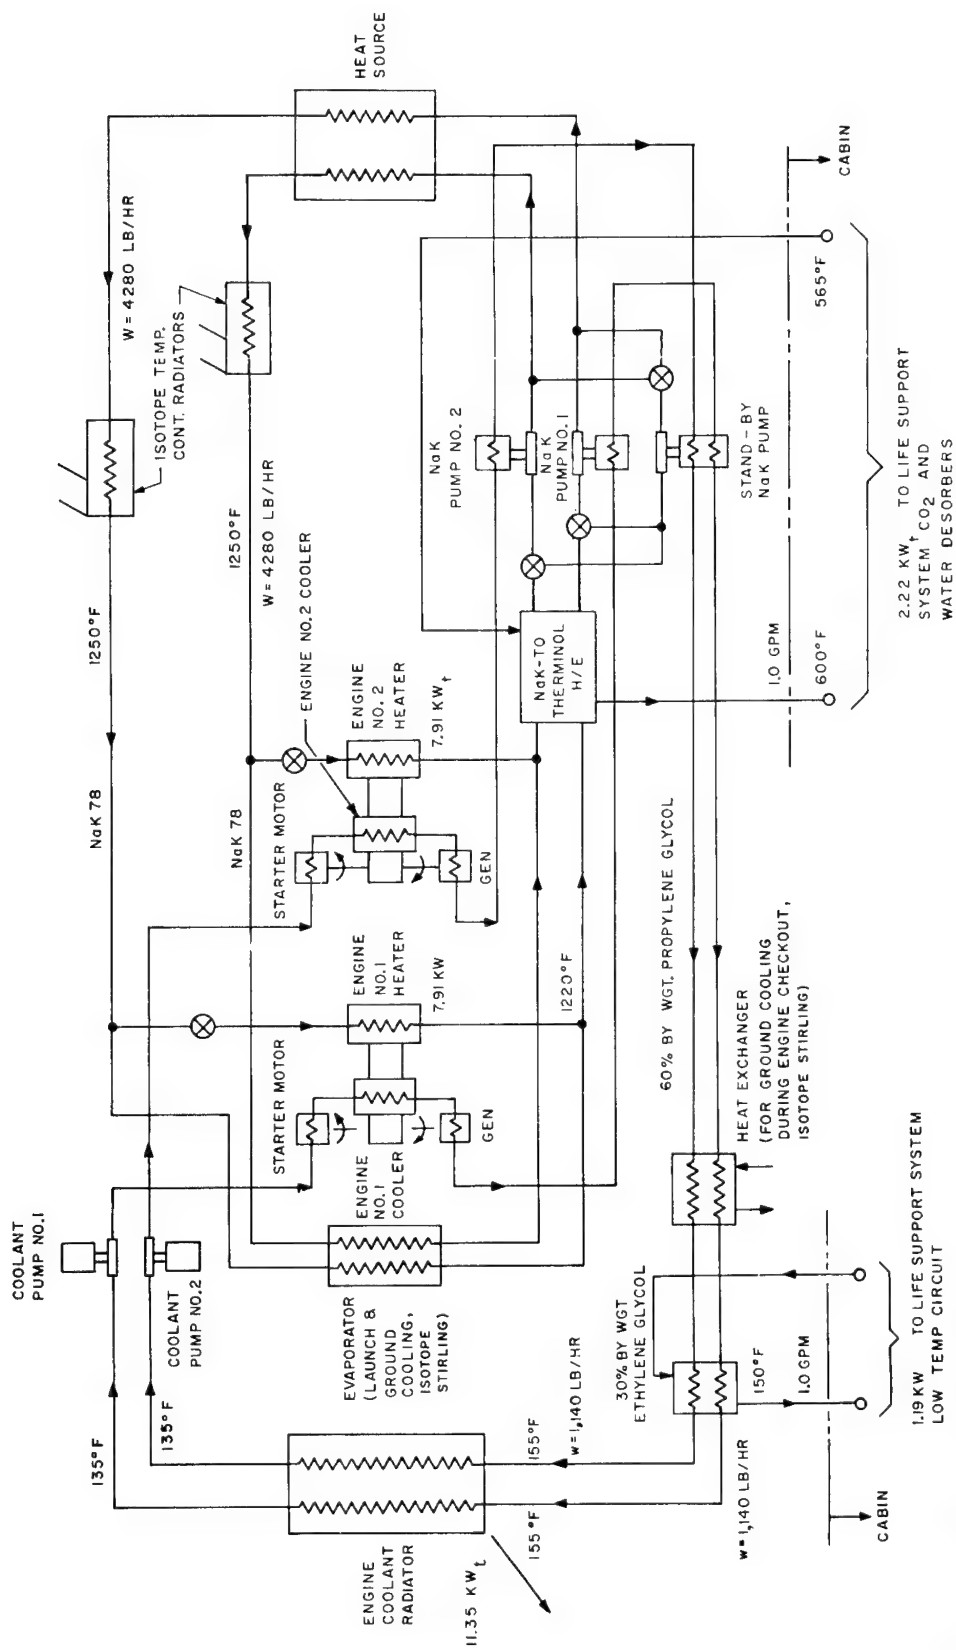 COOLANT
PUMP NO.1
135°F
135°F
COOLANT
PUMP NO.2
ENGINE
COOLANT
RADIATOR
11.35 KWt
155°F
155°F
w=1,140 LB/HR
w=1,140 LB/HR
EVAPORATOR
(LAUNCH &
GROUND
COOLING,
ISOTOPE
STIRLING)
STARTER MOTOR
ENGINE
NO.1
COOLER
GEN
ENGINE
NO.1
HEATER
7.91 KW
1220°F
NaK 78
1250°F
ISOTOPE TEMP.
CONT. RADIATORS
W = 4280 LB/HR
HEAT
SOURCE
NaK 78
1250°F
W = 4280 LB/HR
STARTER MOTOR
ENGINE NO.2 COOLER
GEN
ENGINE
NO.2
HEATER
7.91 KWt
NaK-TO
THERMINOL
H/E
NaK
PUMP NO. 2
NaK
PUMP NO.1
STAND-BY
NaK PUMP
60% BY WGT. PROPYLENE GLYCOL
HEAT EXCHANGER
(FOR GROUND COOLING
DURING ENGINE CHECKOUT,
ISOTOPE STIRLING)
30% BY WGT
ETHYLENE GLYCOL
150°F
1.0GPM
CABIN
1.19 KW TO LIFE SUPPORT SYSTEM
LOW TEMP CIRCUIT
1.0 GPM
600°F
565°F
CABIN
2.22 KWt TO LIFE SUPPORT
SYSTEM CO2 AND
WATER DESORBERS